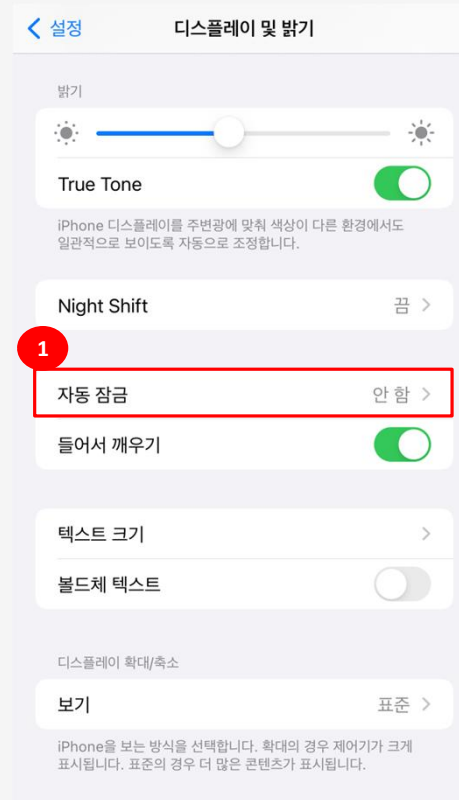 설정
디스플레이 및 밝기
밝기
True Tone
iPhone 디스플레이를 주변광에 맞춰 색상이 다른 환경에서도
일관적으로 보이도록 자동으로 조정합니다.
Night Shift 끔
1
자동 잠금 안 함
들어서 깨우기
텍스트 크기
볼드체 텍스트
디스플레이 확대/축소
보기 표준
iPhone을 보는 방식을 선택합니다. 확대의 경우 제어기가 크게
표시됩니다. 표준의 경우 더 많은 콘텐츠가 표시됩니다.